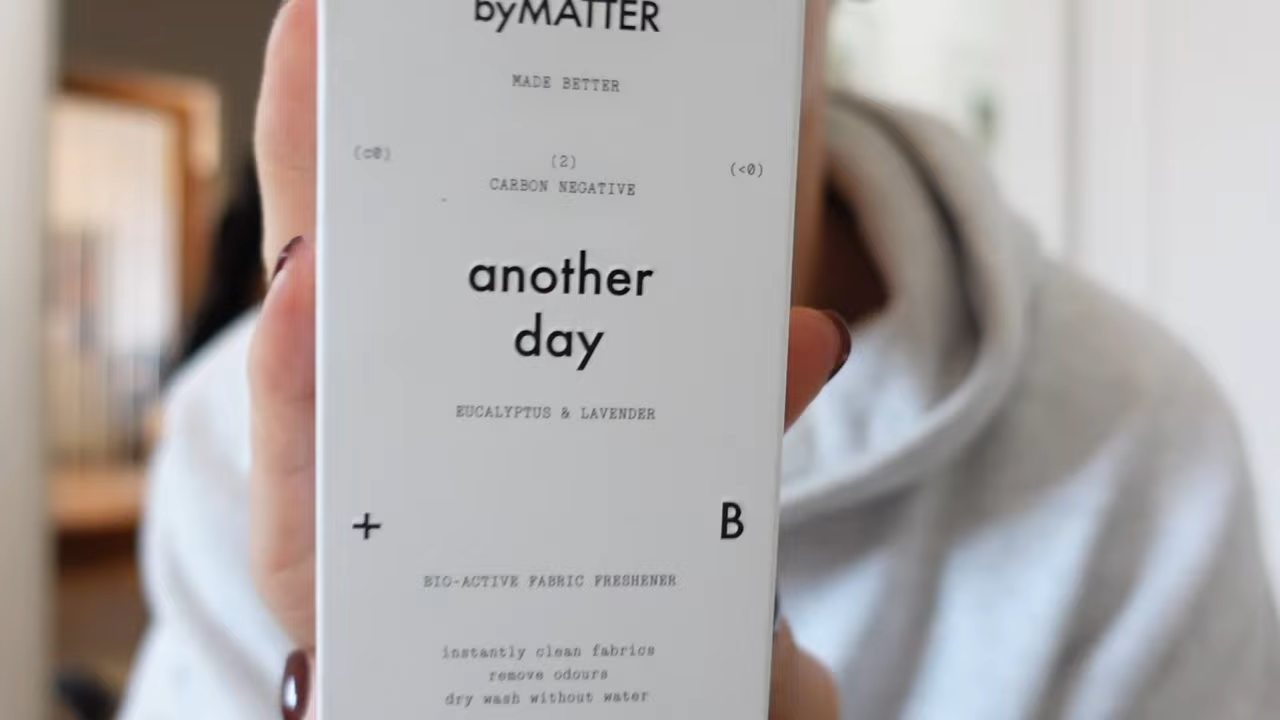 byMATTER
MADE BETTER
(c0)
(2)
(<0)
CARBON NEGATIVE
another
day
EUCALYPTUS & LAVENDER
+
B
BIO-ACTIVE FABRIC FRESHENER
instantly clean fabrics
remove odours
dry wash without water